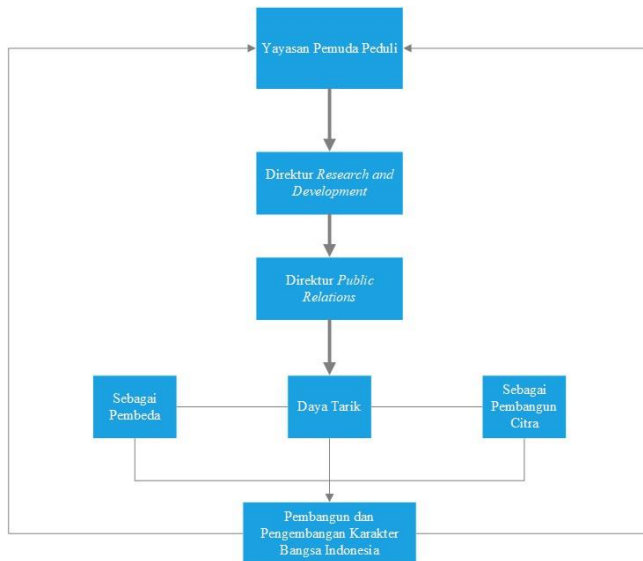 Yayasan Pemuda Peduli
Direktur Research and
Development
Direktur Public
Relations
Sebagai
Pembeda
Daya Tarik
Sebagai
Pembangun
Citra
Pembangun dan
Pengembangan Karakter
Bangsa Indonesia